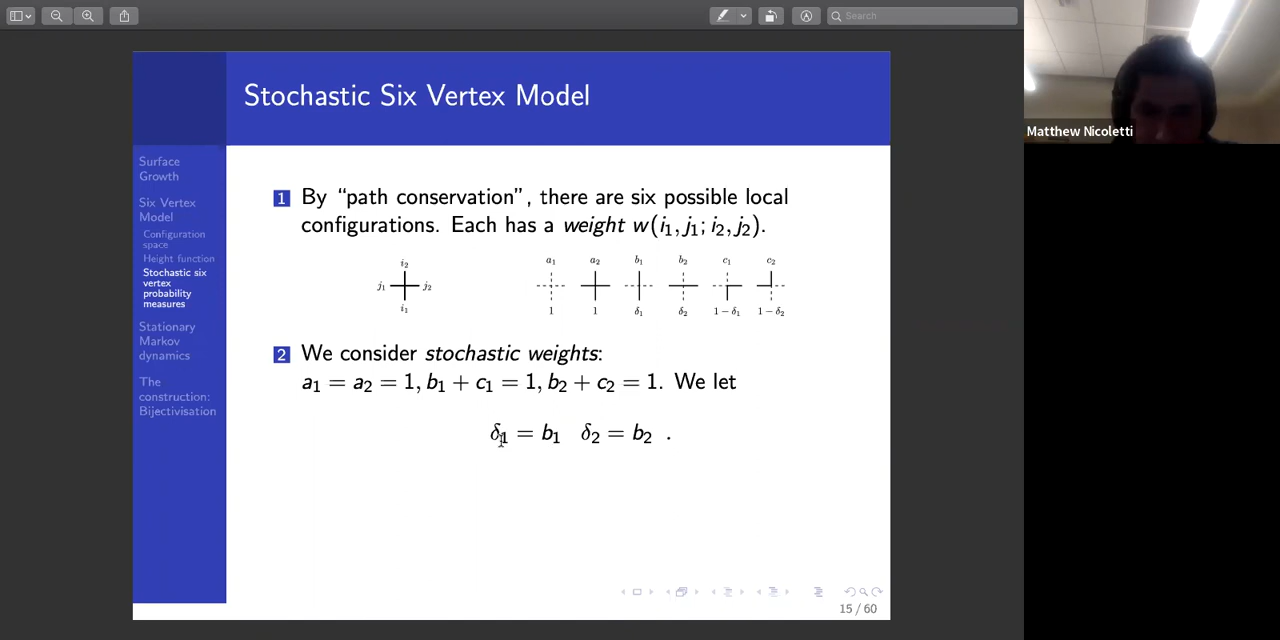 Search
Matthew Nicoletti
Stochastic Six Vertex Model
Surface
Growth
Six Vertex
Model
Configuration
space
Height function
Stochastic six
vertex
probability
measures
Stationary
Markov
dynamics
The
construction:
Bijectivisation
1 By “path conservation”, there are six possible local
configurations. Each has a weight w(i₁, j₁; i₂, j₂).
i₂
j₁ j₂
i₁
a₁ a₂ b₁ b₂ c₁ c₂
1 1 δ₁ δ₂ 1 − δ₁ 1 − δ₂
2 We consider stochastic weights:
a₁ = a₂ = 1, b₁ + c₁ = 1, b₂ + c₂ = 1. We let
δ₁ = b₁ δ₂ = b₂ .
15 / 60